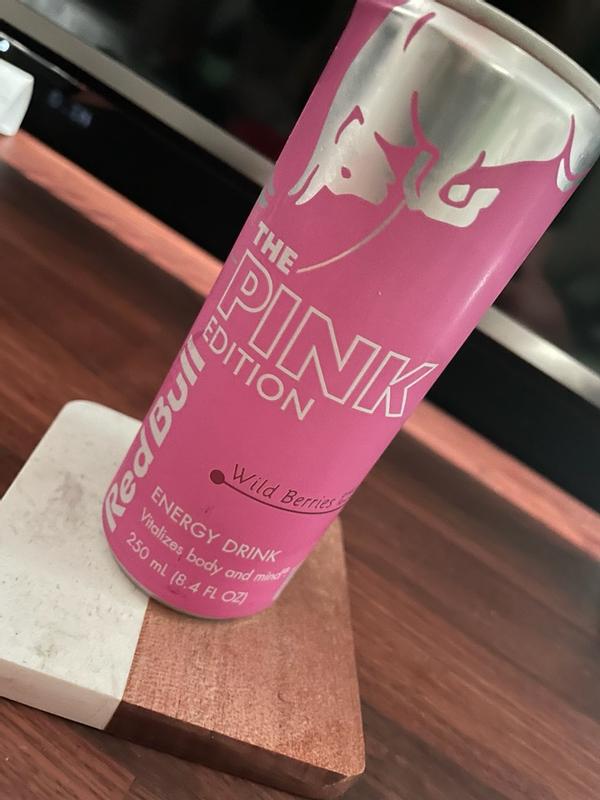 THE
PINK
EDITION
Red Bull
Wild Berries
ENERGY DRINK
Vitalizes body and mind®
250 mL (8.4 FL OZ)